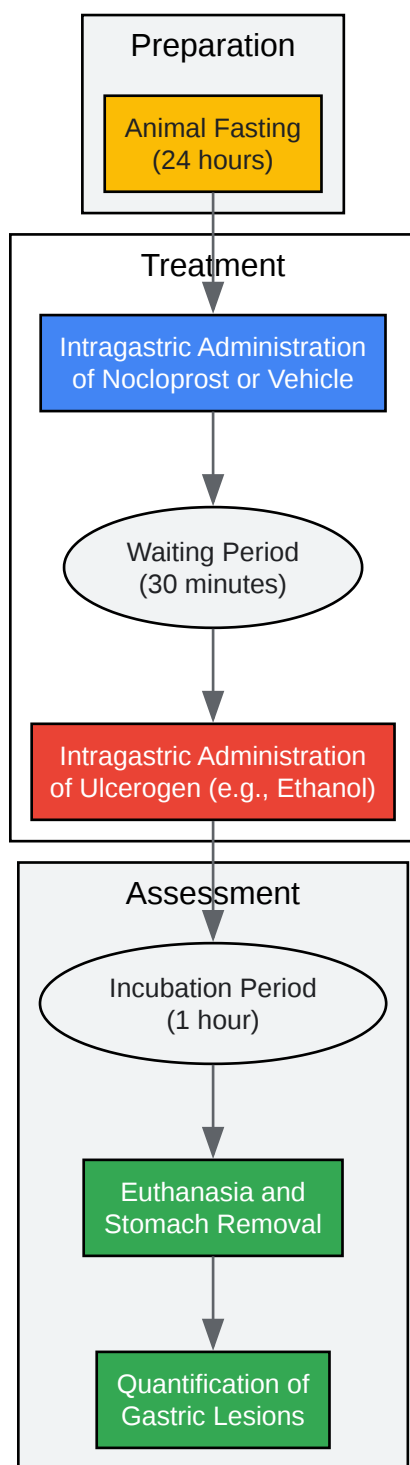 Preparation
Animal Fasting
(24 hours)
Treatment
Intragastric Administration
of Nocloprost or Vehicle
Waiting Period
(30 minutes)
Intragastric Administration
of Ulcerogen (e.g., Ethanol)
Assessment
Incubation Period
(1 hour)
Euthanasia and
Stomach Removal
Quantification of
Gastric Lesions